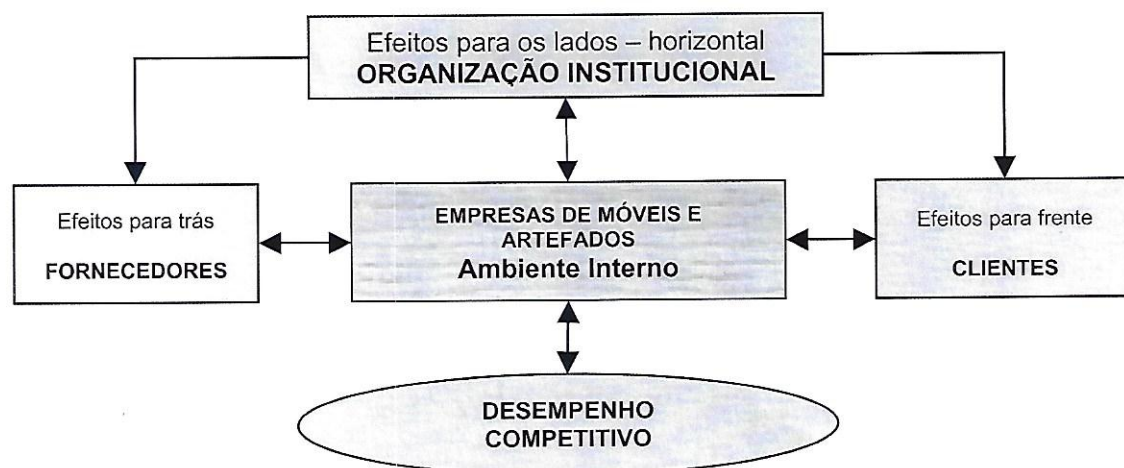 Efeitos para os lados – horizontal
ORGANIZAÇÃO INSTITUCIONAL
Efeitos para trás
FORNECEDORES
EMPRESAS DE MÓVEIS E
ARTEFADOS
Ambiente Interno
Efeitos para frente
CLIENTES
DESEMPENHO
COMPETITIVO